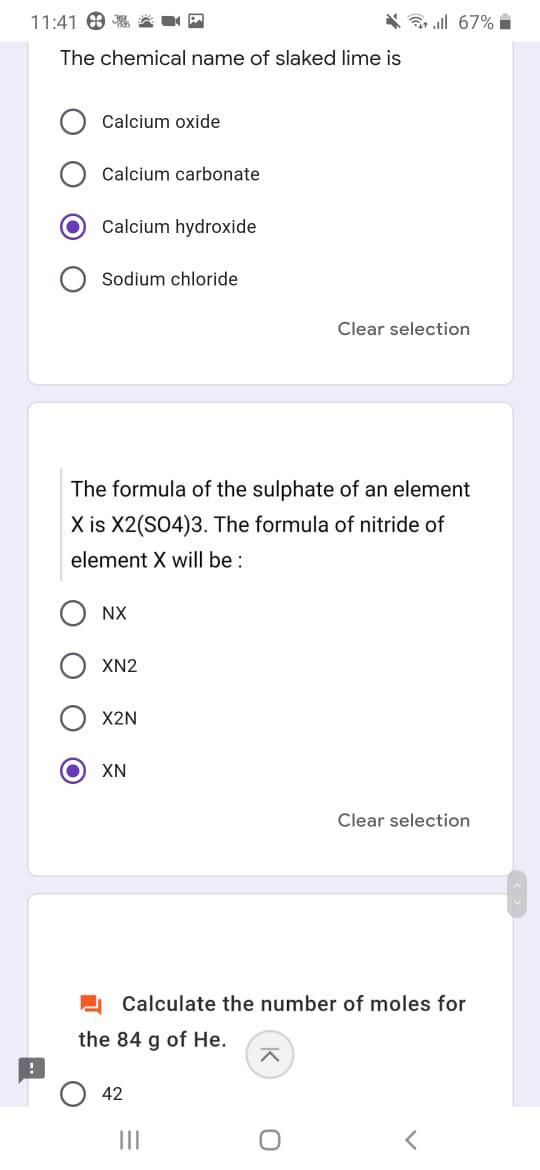 11:41 67%
The chemical name of slaked lime is
Calcium oxide
Calcium carbonate
Calcium hydroxide
Sodium chloride
Clear selection
The formula of the sulphate of an element
X is X2(SO4)3. The formula of nitride of
element X will be :
NX
XN2
X2N
XN
Clear selection
Calculate the number of moles for
the 84 g of He.
42